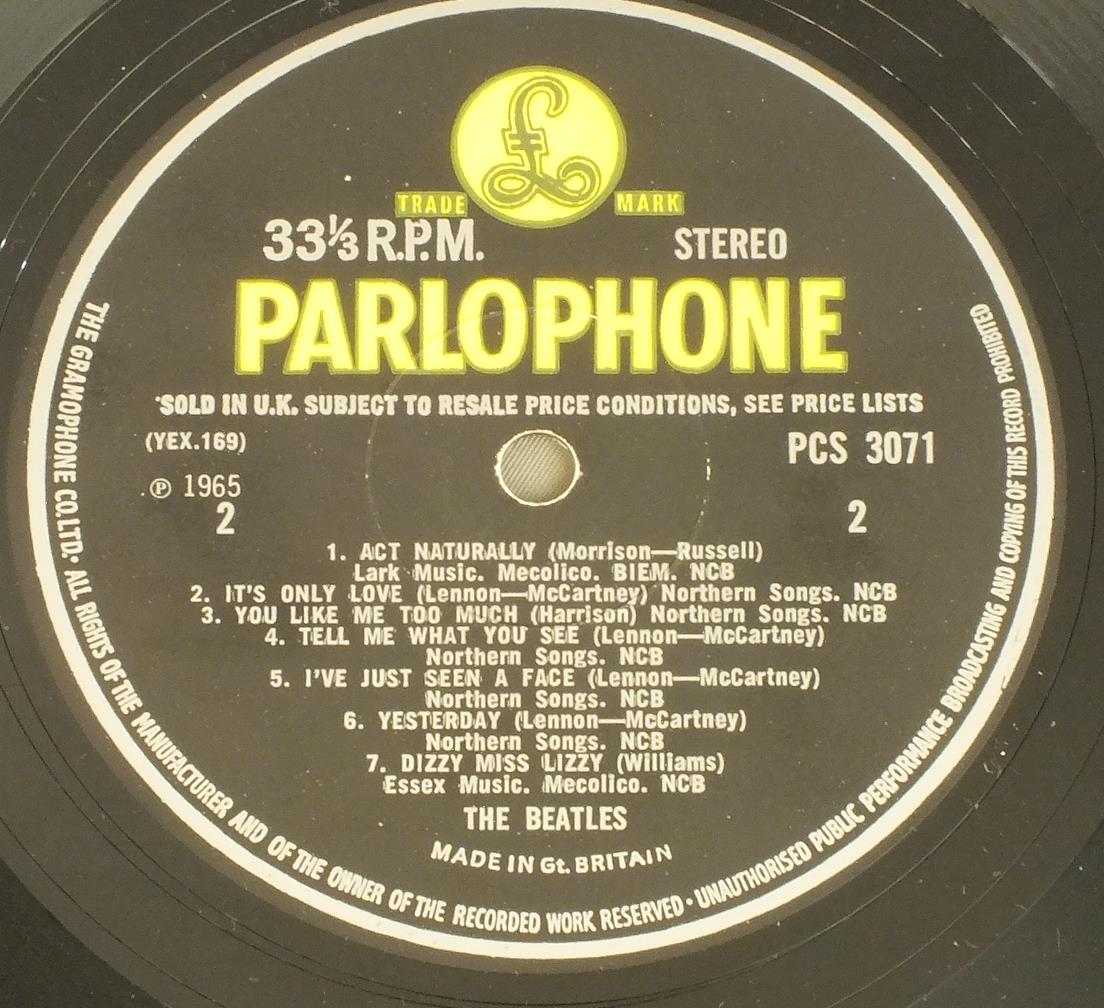 £
TRADE MARK
33⅓ R.P.M. STEREO
PARLOPHONE
SOLD IN U.K. SUBJECT TO RESALE PRICE CONDITIONS, SEE PRICE LISTS
(YEX.169) PCS 3071
℗ 1965
2 2
1. ACT NATURALLY (Morrison—Russell)
Lark Music. Mecolico. BIEM. NCB
2. IT'S ONLY LOVE (Lennon—McCartney) Northern Songs. NCB
3. YOU LIKE ME TOO MUCH (Harrison) Northern Songs. NCB
4. TELL ME WHAT YOU SEE (Lennon—McCartney)
Northern Songs. NCB
5. I'VE JUST SEEN A FACE (Lennon—McCartney)
Northern Songs. NCB
6. YESTERDAY (Lennon—McCartney)
Northern Songs. NCB
7. DIZZY MISS LIZZY (Williams)
Essex Music. Mecolico. NCB
THE BEATLES
MADE IN Gt. BRITAIN
THE GRAMOPHONE CO. LTD. • ALL RIGHTS OF THE MANUFACTURER AND OF THE OWNER OF THE RECORDED WORK RESERVED • UNAUTHORISED PUBLIC PERFORMANCE BROADCASTING AND COPYING OF THIS RECORD PROHIBITED